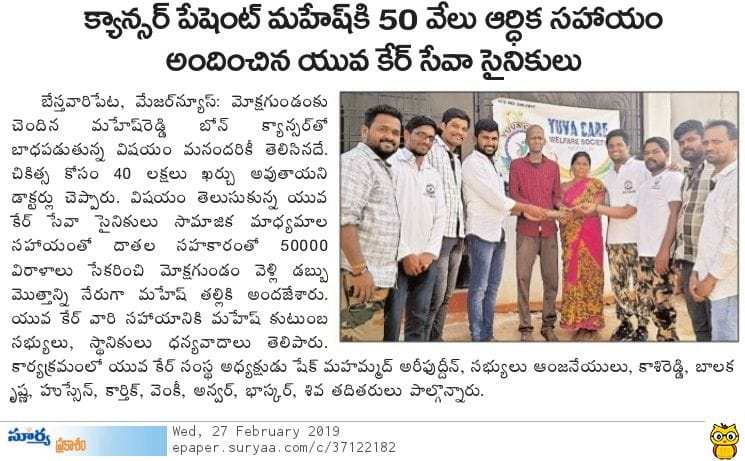 క్యాన్సర్ పేషెంట్ మహేష్‌కి 50 వేలు ఆర్థిక సహాయం
అందించిన యువ కేర్ సేవా సైనికులు
బేస్తవారిపేట, మేజర్‌న్యూస్: మోక్షగుండంకు
చెందిన మహేష్‌రెడ్డి బోన్ క్యాన్సర్‌తో
బాధపడుతున్న విషయం మనందరికీ తెలిసినదే.
చికిత్స కోసం 40 లక్షలు ఖర్చు అవుతాయని
డాక్టర్లు చెప్పారు. విషయం తెలుసుకున్న యువ
కేర్ సేవా సైనికులు సామాజిక మాధ్యమాల
సహాయంతో దాతల సహకారంతో 50000
విరాళాలు సేకరించి మోక్షగుండం వెళ్లి డబ్బు
మొత్తాన్ని నేరుగా మహేష్ తల్లికి అందజేశారు.
యువ కేర్ వారి సహాయానికి మహేష్ కుటుంబ
సభ్యులు, స్థానికులు ధన్యవాదాలు తెలిపారు.
కార్యక్రమంలో యువ కేర్ సంస్థ అధ్యక్షుడు షేక్ మహమ్మద్ అరీఫుద్దీన్, సభ్యులు ఆంజనేయులు, కాశిరెడ్డి, బాలక
ృష్ణ, హుస్సేన్, కార్తిక్, వెంకీ, అన్వర్, భాస్కర్, శివ తదితరులు పాల్గొన్నారు.
YUVA CARE
WELFARE SOCIETY
సూర్య ప్రకాశం
Wed, 27 February 2019
epaper.suryaa.com/c/37122182